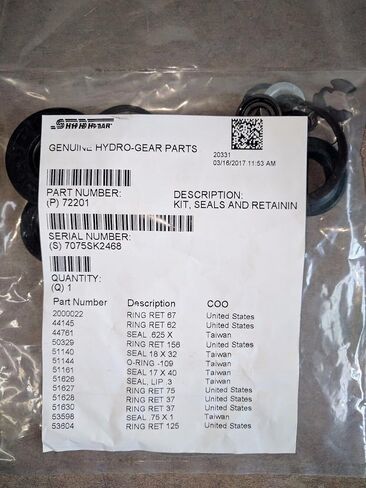 GENUINE HYDRO-GEAR PARTS
20331
03/16/2017 11:53 AM
PART NUMBER: DESCRIPTION:
(P) 72201 KIT, SEALS AND RETAININ
SERIAL NUMBER:
(S) 7075SK2468
QUANTITY:
(Q) 1
Part Number Description COO
2000022 RING RET 67 United States
44145 RING RET 62 United States
44761 SEAL .625 X Taiwan
50329 RING RET 156 United States
51140 SEAL 18 X 32 Taiwan
51144 O-RING -109 Taiwan
51161 SEAL 17 X 40 Taiwan
51626 SEAL, LIP .3 Taiwan
51627 RING RET 75 United States
51628 RING RET 37 United States
51630 RING RET 37 United States
53598 SEAL .75 X 1 Taiwan
53604 RING RET 125 United States